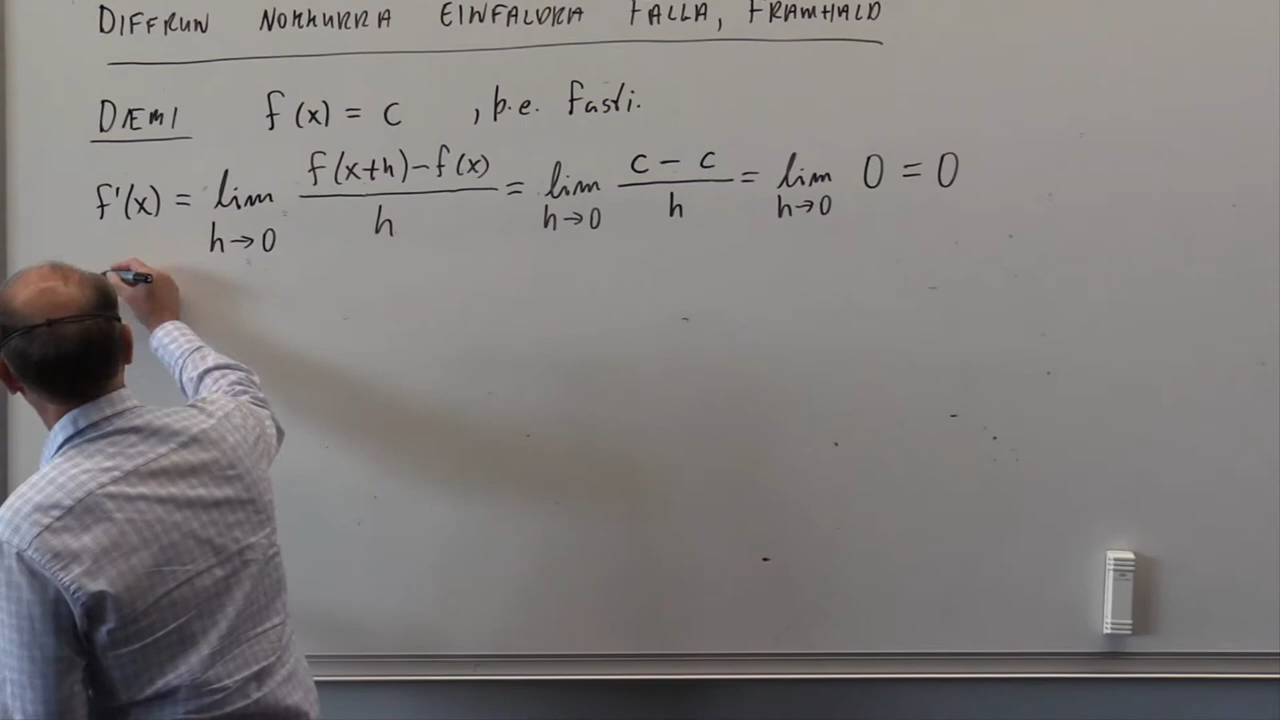 DIFFRUN NOKKURRA EINFALDRA FALLA, FRAMHALD
DÆMI f(x) = c , þ.e. fasti.
f'(x) = lim h→0 (f(x+h)-f(x))/h = lim h→0 (c-c)/h = lim h→0 0 = 0